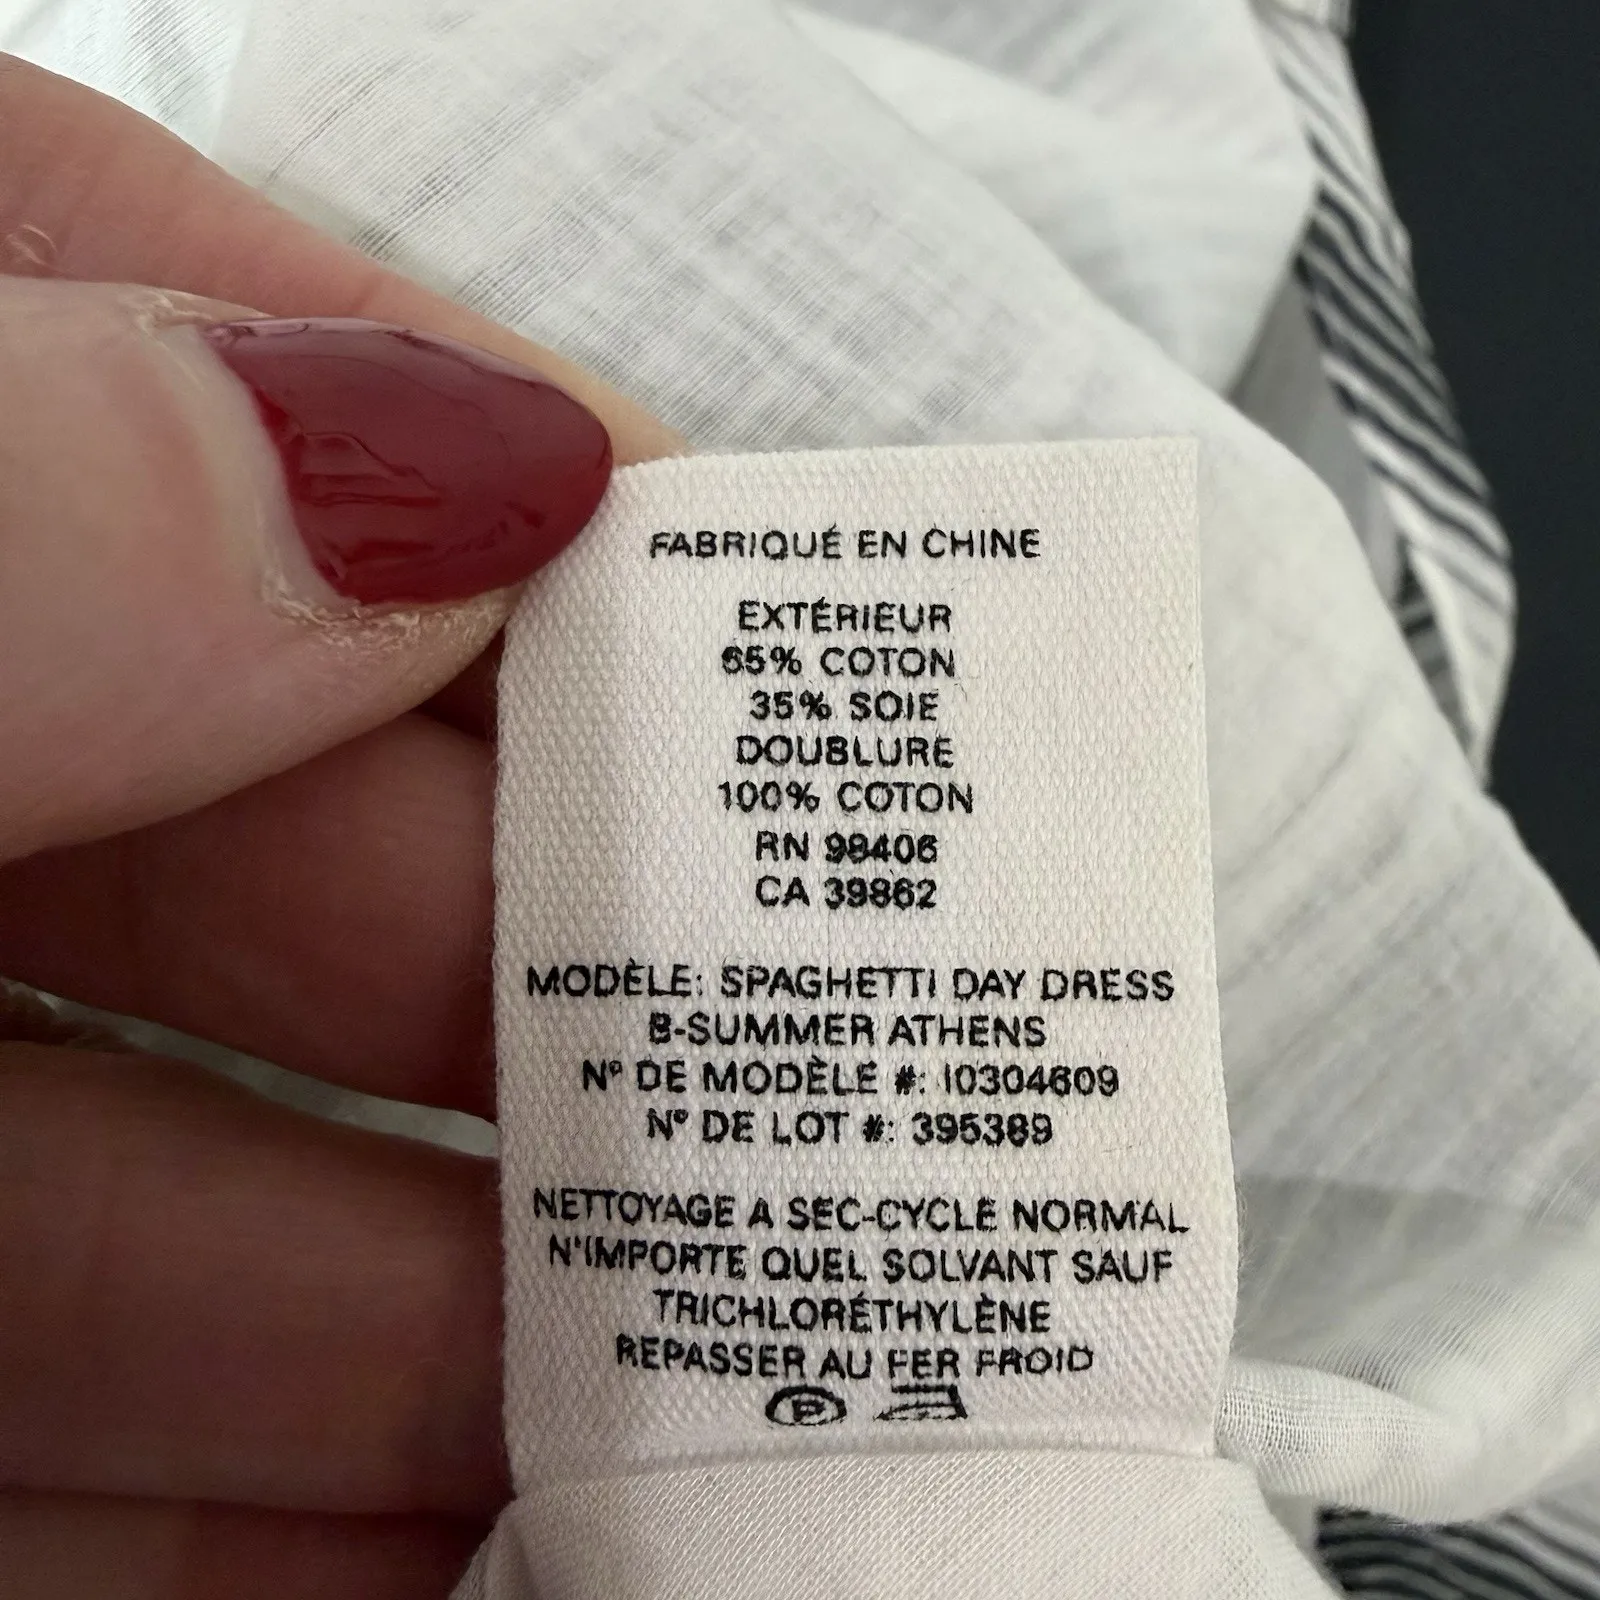 FABRIQUÉ EN CHINE
EXTÉRIEUR
65% COTON
35% SOIE
DOUBLURE
100% COTON
RN 98406
CA 39862
MODÈLE: SPAGHETTI DAY DRESS
B-SUMMER ATHENS
Nº DE MODÈLE #: I0304609
Nº DE LOT #: 395389
NETTOYAGE A SEC-CYCLE NORMAL
N'IMPORTE QUEL SOLVANT SAUF
TRICHLORÉTHYLÈNE
REPASSER AU FER FROID
P